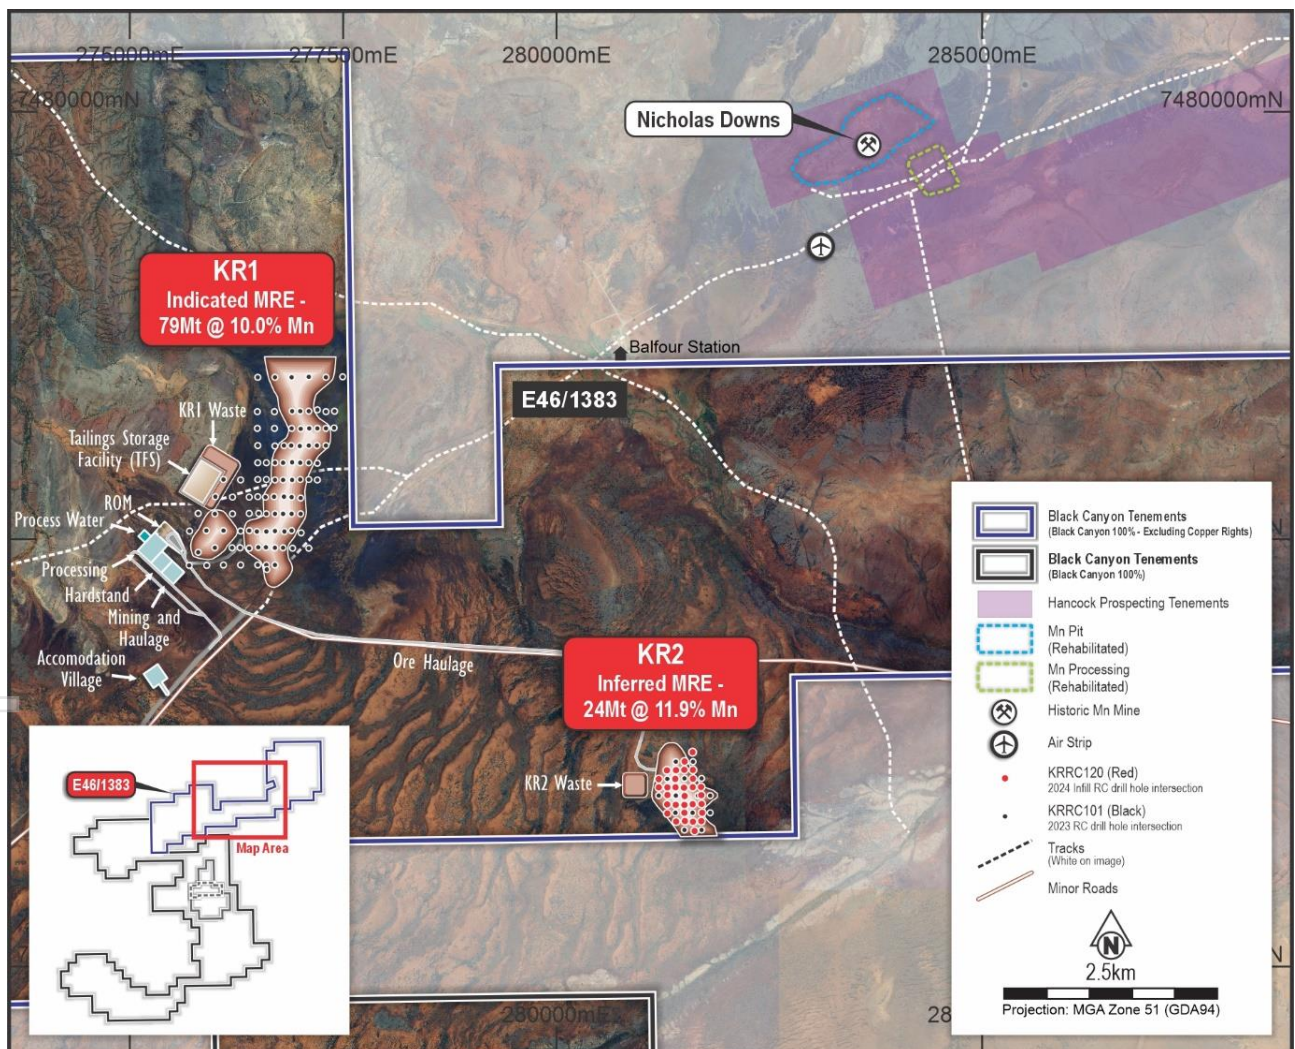 275000mE
277500mE
280000mE
285000mE
7480000mN
7480000mN
Nicholas Downs
KR1
Indicated MRE -
79Mt @ 10.0% Mn
Balfour Station
E46/1383
KR1 Waste
Tailings Storage
Facility (TFS)
ROM
Process Water
Processing
Hardstand
Mining and
Haulage
Accomodation
Village
Ore Haulage
KR2
Inferred MRE -
24Mt @ 11.9% Mn
KR2 Waste
Black Canyon Tenements
(Black Canyon 100% - Excluding Copper Rights)
Black Canyon Tenements
(Black Canyon 100%)
Hancock Prospecting Tenements
Mn Pit
(Rehabilitated)
Mn Processing
(Rehabilitated)
Historic Mn Mine
Air Strip
KRRC120 (Red)
2024 Infill RC drill hole intersection
KRRC101 (Black)
2023 RC drill hole intersection
Tracks
(White on image)
Minor Roads
N
2.5km
Projection: MGA Zone 51 (GDA94)
E46/1383
Map Area
280000mE
28